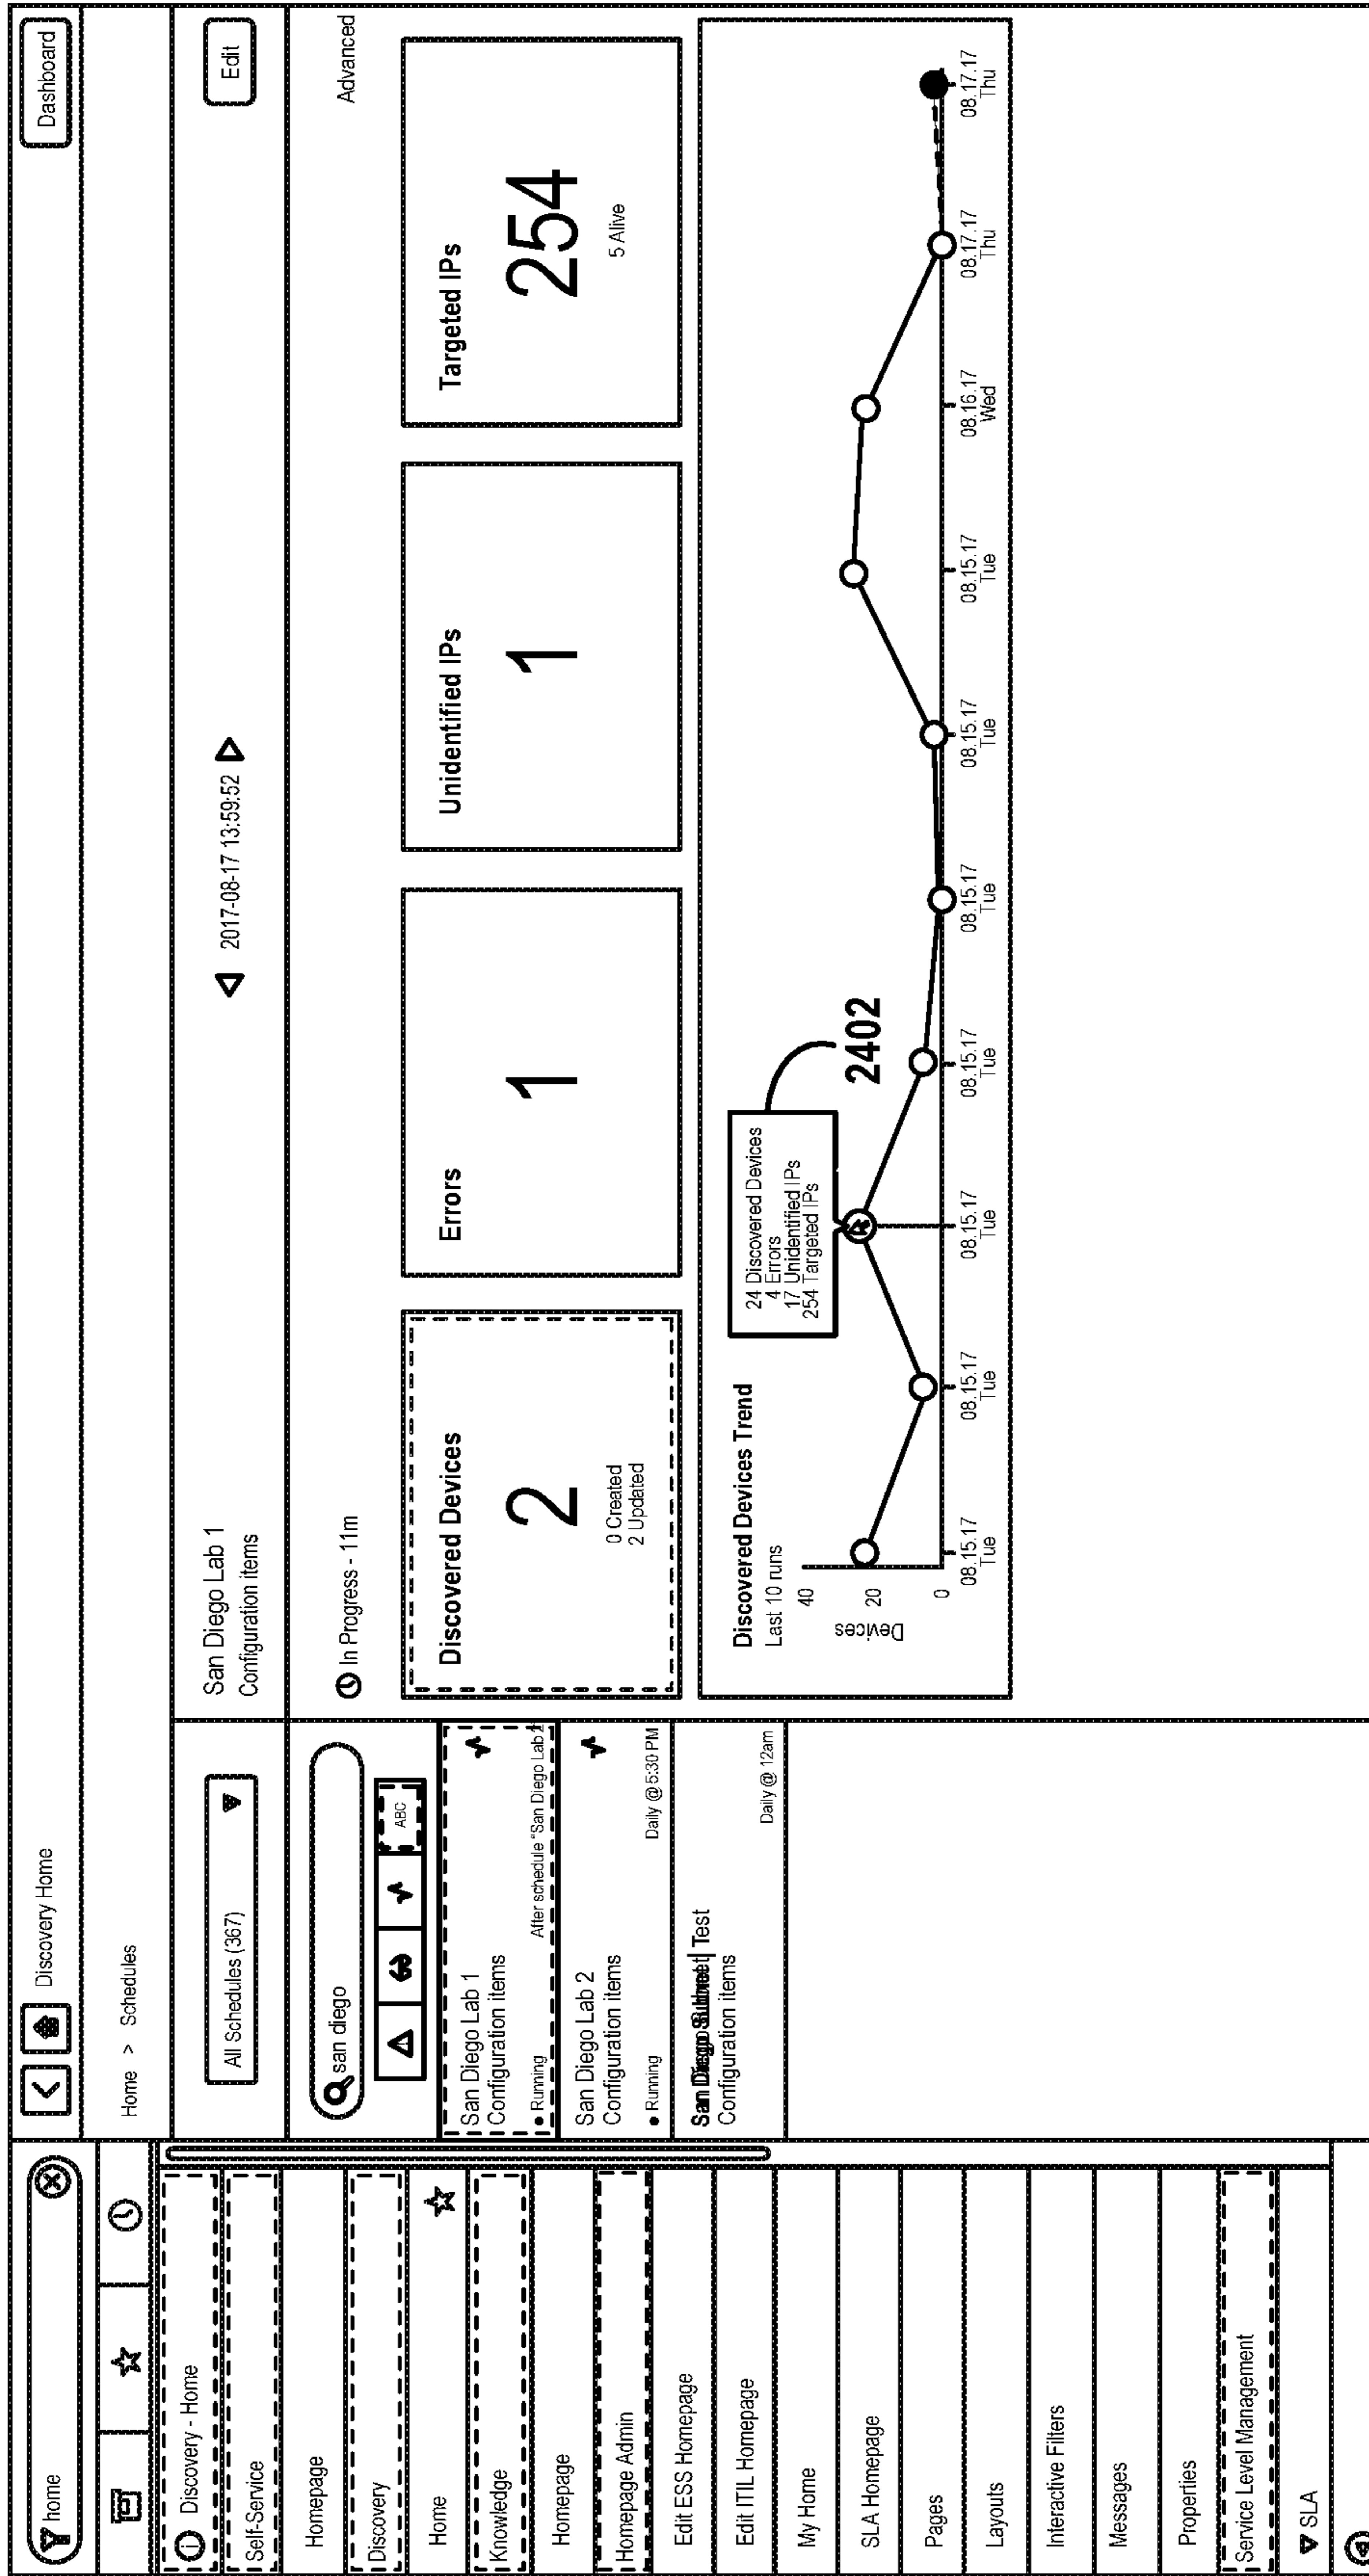 home
Discovery Home
Dashboard
Home > Schedules
Discovery - Home
Self-Service
Homepage
Discovery
Home
Knowledge
Homepage
Homepage Admin
Edit ESS Homepage
Edit ITIL Homepage
My Home
SLA Homepage
Pages
Layouts
Interactive Filters
Messages
Properties
Service Level Management
SLA
All Schedules (367)
san diego
ABC
San Diego Lab 1
Configuration items
Running
After schedule "San Diego Lab 2"
San Diego Lab 2
Configuration items
Running
Daily @ 5:30 PM
San Diego Test
Configuration items
Daily @ 12am
San Diego Lab 1
Configuration items
2017-08-17 13:59:52
Edit
In Progress - 11m
Advanced
Discovered Devices
2
0 Created
2 Updated
Errors
1
Unidentified IPs
1
Targeted IPs
254
5 Alive
Discovered Devices Trend
Last 10 runs
24 Discovered Devices
4 Errors
17 Unidentified IPs
254 Targeted IPs
2402
Devices
40
20
0
08.15.17 08.15.17 08.15.17 08.15.17 08.15.17 08.15.17 08.15.17 08.16.17 08.17.17 08.17.17
Tue Tue Tue Tue Tue Tue Tue Wed Thu Thu